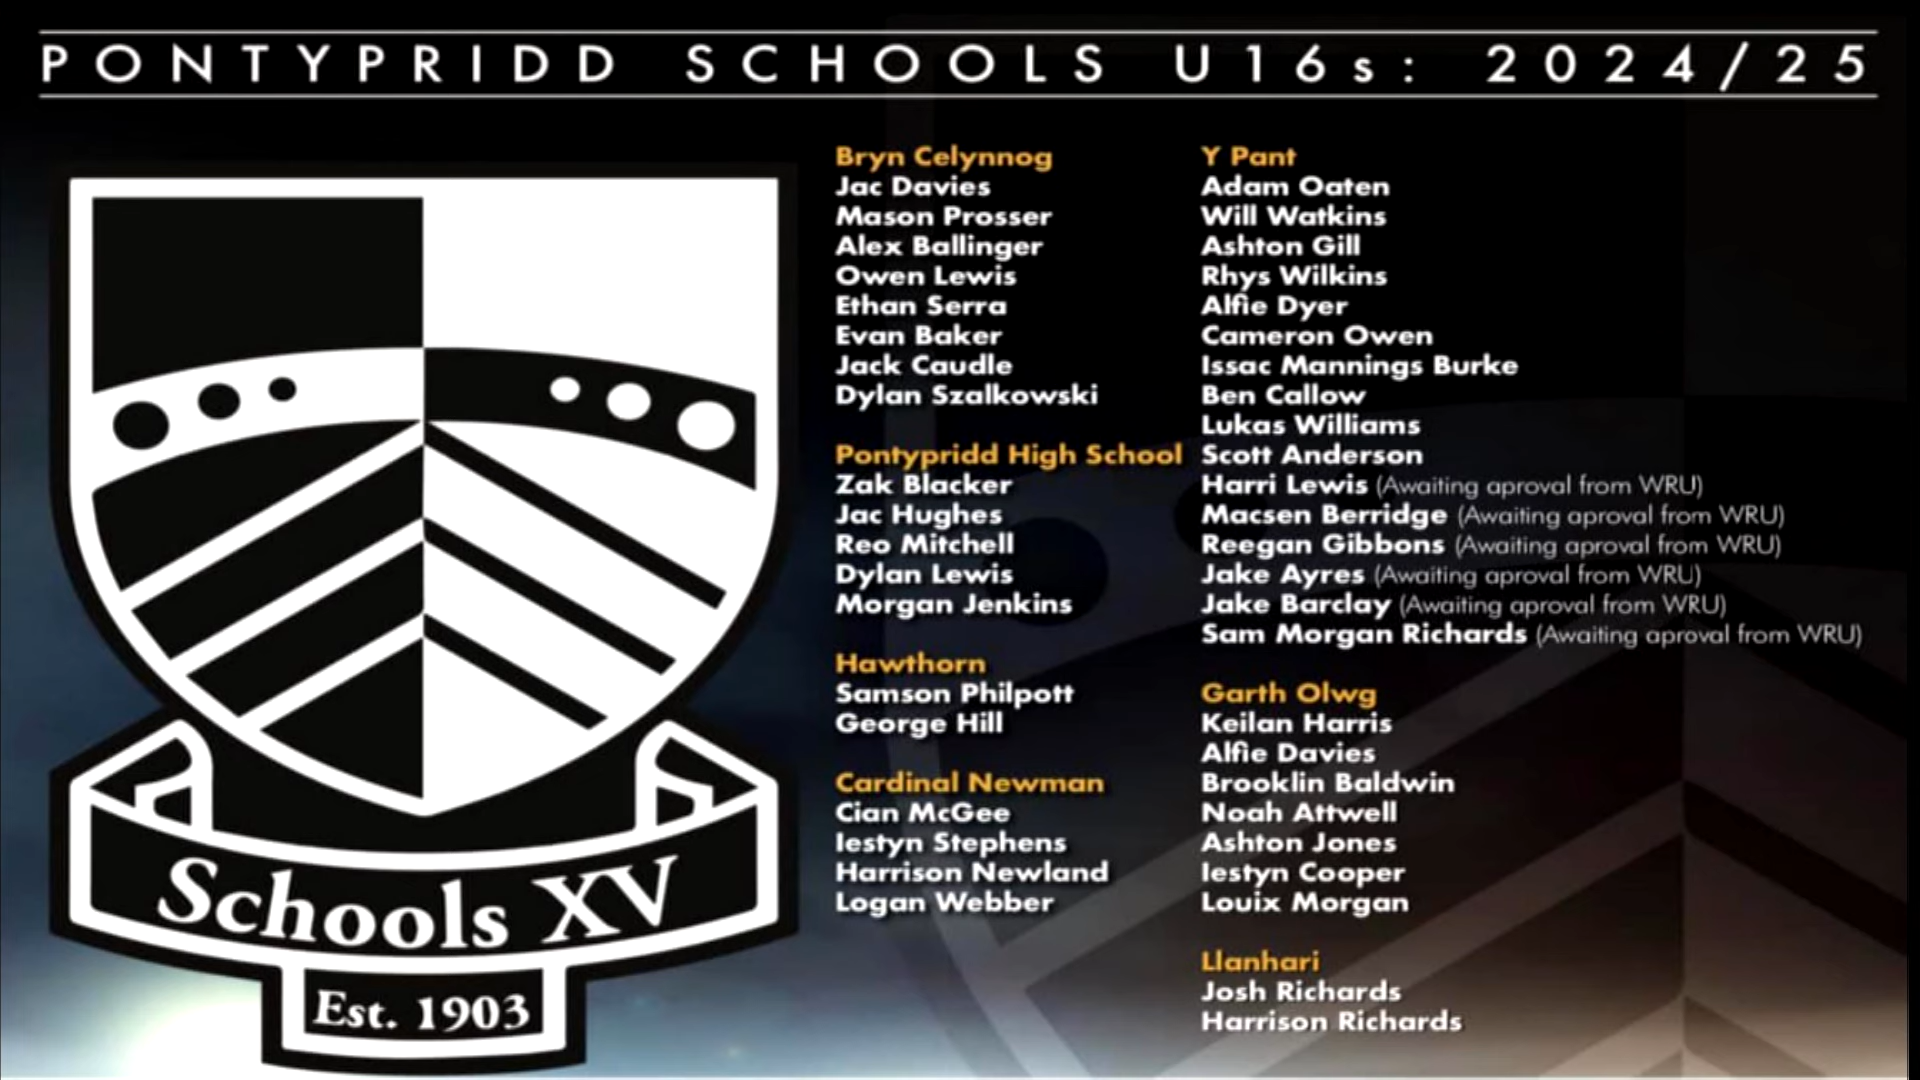 PONTYPRIDD SCHOOLS U16s: 2024/25
Schools XV
Est. 1903
Bryn Celynnog
Jac Davies
Mason Prosser
Alex Ballinger
Owen Lewis
Ethan Serra
Evan Baker
Jack Caudle
Dylan Szalkowski
Pontypridd High School
Zak Blacker
Jac Hughes
Reo Mitchell
Dylan Lewis
Morgan Jenkins
Hawthorn
Samson Philpott
George Hill
Cardinal Newman
Cian McGee
Iestyn Stephens
Harrison Newland
Logan Webber
Y Pant
Adam Oaten
Will Watkins
Ashton Gill
Rhys Wilkins
Alfie Dyer
Cameron Owen
Issac Mannings Burke
Ben Callow
Lukas Williams
Scott Anderson
Harri Lewis (Awaiting aproval from WRU)
Macsen Berridge (Awaiting aproval from WRU)
Reegan Gibbons (Awaiting aproval from WRU)
Jake Ayres (Awaiting aproval from WRU)
Jake Barclay (Awaiting aproval from WRU)
Sam Morgan Richards (Awaiting aproval from WRU)
Garth Olwg
Keilan Harris
Alfie Davies
Brooklin Baldwin
Noah Attwell
Ashton Jones
Iestyn Cooper
Louix Morgan
Llanhari
Josh Richards
Harrison Richards